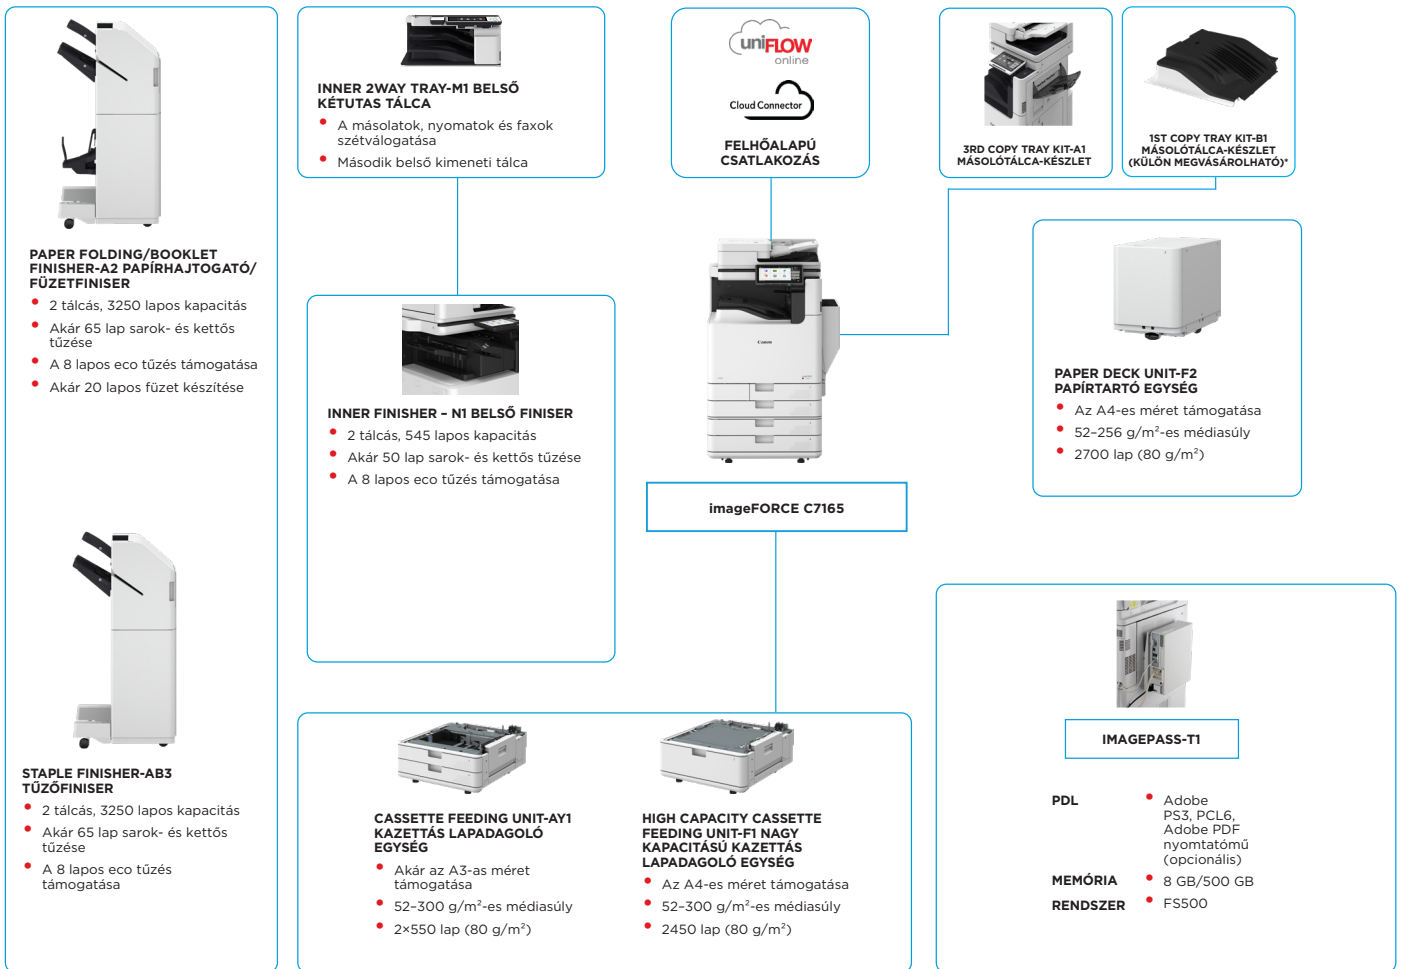 PAPER FOLDING/BOOKLET
FINISHER-A2 PAPÍRHAJTOGATÓ/
FÜZETFINISER
• 2 tálcás, 3250 lapos kapacitás
• Akár 65 lap sarok- és kettős
tűzése
• A 8 lapos eco tűzés támogatása
• Akár 20 lapos füzet készítése
STAPLE FINISHER-AB3
TŰZŐFINISER
• 2 tálcás, 3250 lapos kapacitás
• Akár 65 lap sarok- és kettős
tűzése
• A 8 lapos eco tűzés
támogatása
INNER 2WAY TRAY-M1 BELSŐ
KÉTUTAS TÁLCA
• A másolatok, nyomatok és faxok
szétválogatása
• Második belső kimeneti tálca
INNER FINISHER – N1 BELSŐ FINISER
• 2 tálcás, 545 lapos kapacitás
• Akár 50 lap sarok- és kettős tűzése
• A 8 lapos eco tűzés támogatása
uniFLOW
online
Cloud Connector
FELHŐALAPÚ
CSATLAKOZÁS
Canon
imageFORCE C7165
3RD COPY TRAY KIT-A1
MÁSOLÓTÁLCA-KÉSZLET
1ST COPY TRAY KIT-B1
MÁSOLÓTÁLCA-KÉSZLET
(KÜLÖN MEGVÁSÁROLHATÓ)*
PAPER DECK UNIT-F2
PAPÍRTARTÓ EGYSÉG
• Az A4-es méret támogatása
• 52–256 g/m²-es médiasúly
• 2700 lap (80 g/m²)
CASSETTE FEEDING UNIT-AY1
KAZETTÁS LAPADAGOLÓ
EGYSÉG
• Akár az A3-as méret
támogatása
• 52–300 g/m²-es médiasúly
• 2×550 lap (80 g/m²)
HIGH CAPACITY CASSETTE
FEEDING UNIT-F1 NAGY
KAPACITÁSÚ KAZETTÁS
LAPADAGOLÓ EGYSÉG
• Az A4-es méret támogatása
• 52–300 g/m²-es médiasúly
• 2450 lap (80 g/m²)
IMAGEPASS-T1
PDL • Adobe
PS3, PCL6,
Adobe PDF
nyomtatómű
(opcionális)
MEMÓRIA • 8 GB/500 GB
RENDSZER • FS500